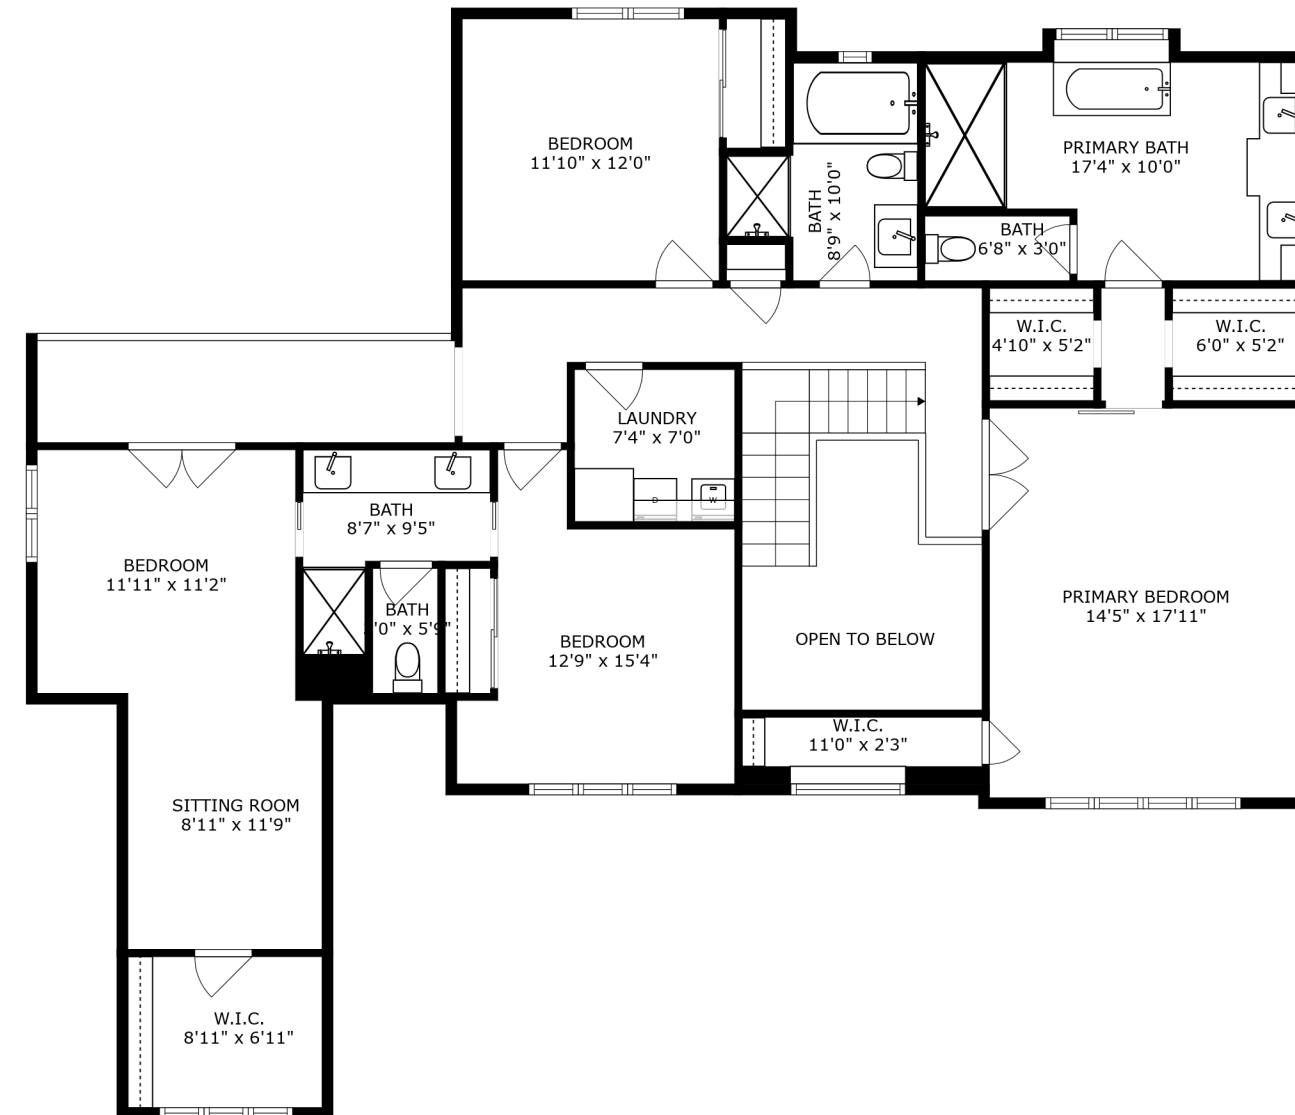 BEDROOM
11'10" x 12'0"
BATH
8'9" x 10'0"
PRIMARY BATH
17'4" x 10'0"
BATH
6'8" x 3'0"
W.I.C.
4'10" x 5'2"
W.I.C.
6'0" x 5'2"
LAUNDRY
7'4" x 7'0"
D
W
BATH
8'7" x 9'5"
BEDROOM
11'11" x 11'2"
BATH
x 5'9"
BEDROOM
12'9" x 15'4"
OPEN TO BELOW
PRIMARY BEDROOM
14'5" x 17'11"
W.I.C.
11'0" x 2'3"
SITTING ROOM
8'11" x 11'9"
W.I.C.
8'11" x 6'11"